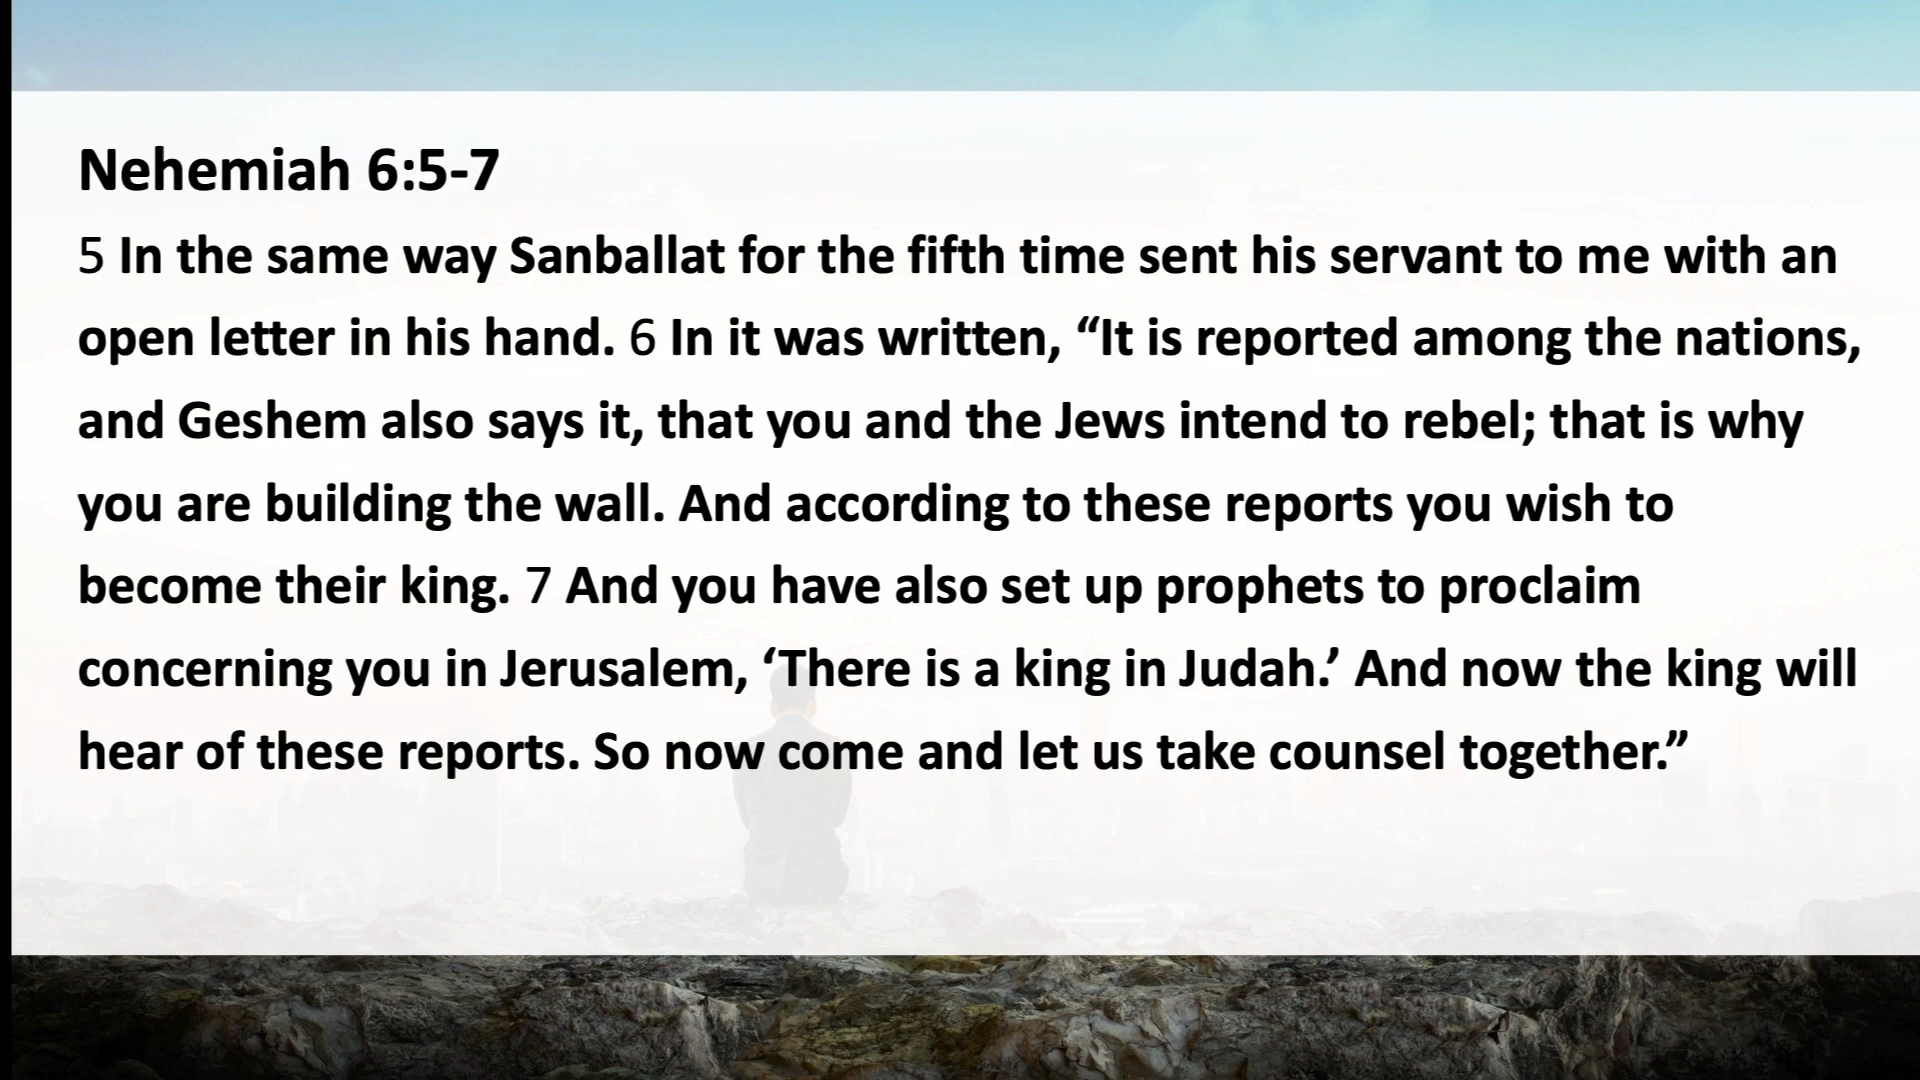 Nehemiah 6:5-7
5 In the same way Sanballat for the fifth time sent his servant to me with an
open letter in his hand. 6 In it was written, “It is reported among the nations,
and Geshem also says it, that you and the Jews intend to rebel; that is why
you are building the wall. And according to these reports you wish to
become their king. 7 And you have also set up prophets to proclaim
concerning you in Jerusalem, ‘There is a king in Judah.’ And now the king will
hear of these reports. So now come and let us take counsel together.”